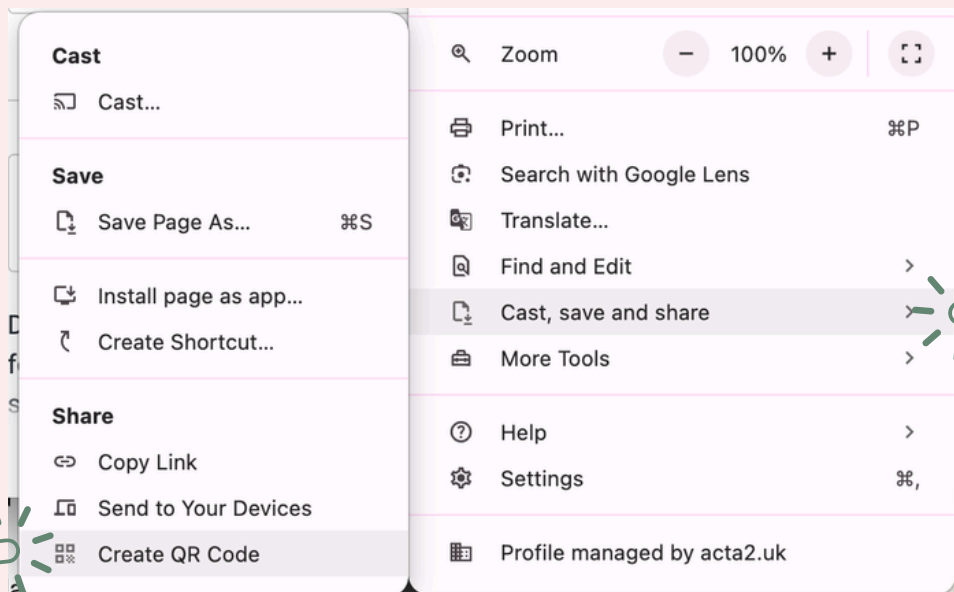 Cast
Cast...
Save
Save Page As... ⌘S
Install page as app...
Create Shortcut...
Share
Copy Link
Send to Your Devices
Create QR Code
Zoom − 100% +
Print... ⌘P
Search with Google Lens
Translate...
Find and Edit
Cast, save and share
More Tools
Help
Settings ⌘,
Profile managed by acta2.uk